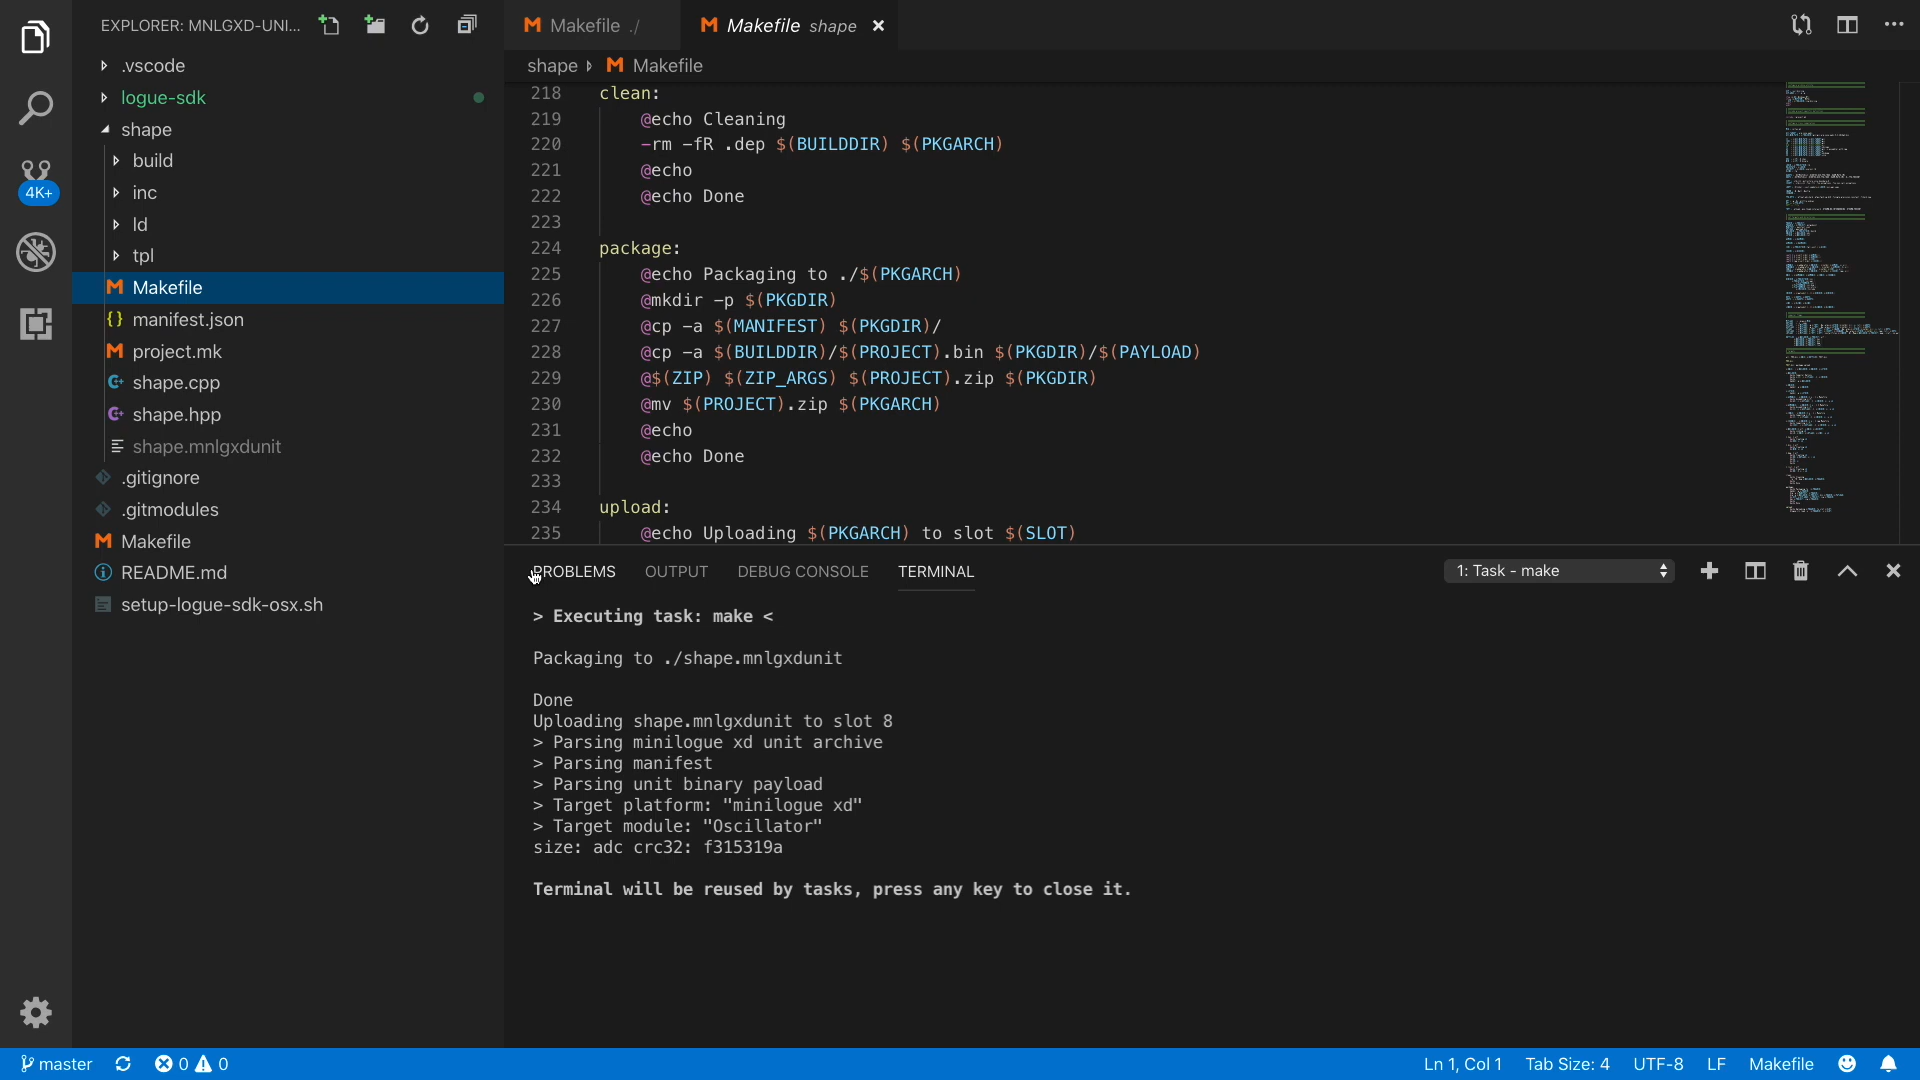 EXPLORER: MNLGXD-UNI...
.vscode
logue-sdk
shape
build
inc
ld
tpl
Makefile
manifest.json
project.mk
shape.cpp
shape.hpp
shape.mnlgxdunit
.gitignore
.gitmodules
Makefile
README.md
setup-logue-sdk-osx.sh
4K+
Makefile ./
Makefile shape
shape Makefile
218 clean:
219 @echo Cleaning
220 -rm -fR .dep $(BUILDDIR) $(PKGARCH)
221 @echo
222 @echo Done
223
224 package:
225 @echo Packaging to ./$(PKGARCH)
226 @mkdir -p $(PKGDIR)
227 @cp -a $(MANIFEST) $(PKGDIR)/
228 @cp -a $(BUILDDIR)/$(PROJECT).bin $(PKGDIR)/$(PAYLOAD)
229 @$(ZIP) $(ZIP_ARGS) $(PROJECT).zip $(PKGDIR)
230 @mv $(PROJECT).zip $(PKGARCH)
231 @echo
232 @echo Done
233
234 upload:
235 @echo Uploading $(PKGARCH) to slot $(SLOT)
PROBLEMS OUTPUT DEBUG CONSOLE TERMINAL 1: Task - make
> Executing task: make <
Packaging to ./shape.mnlgxdunit
Done
Uploading shape.mnlgxdunit to slot 8
> Parsing minilogue xd unit archive
> Parsing manifest
> Parsing unit binary payload
> Target platform: "minilogue xd"
> Target module: "Oscillator"
size: adc crc32: f315319a
Terminal will be reused by tasks, press any key to close it.
master 0 0 Ln 1, Col 1 Tab Size: 4 UTF-8 LF Makefile